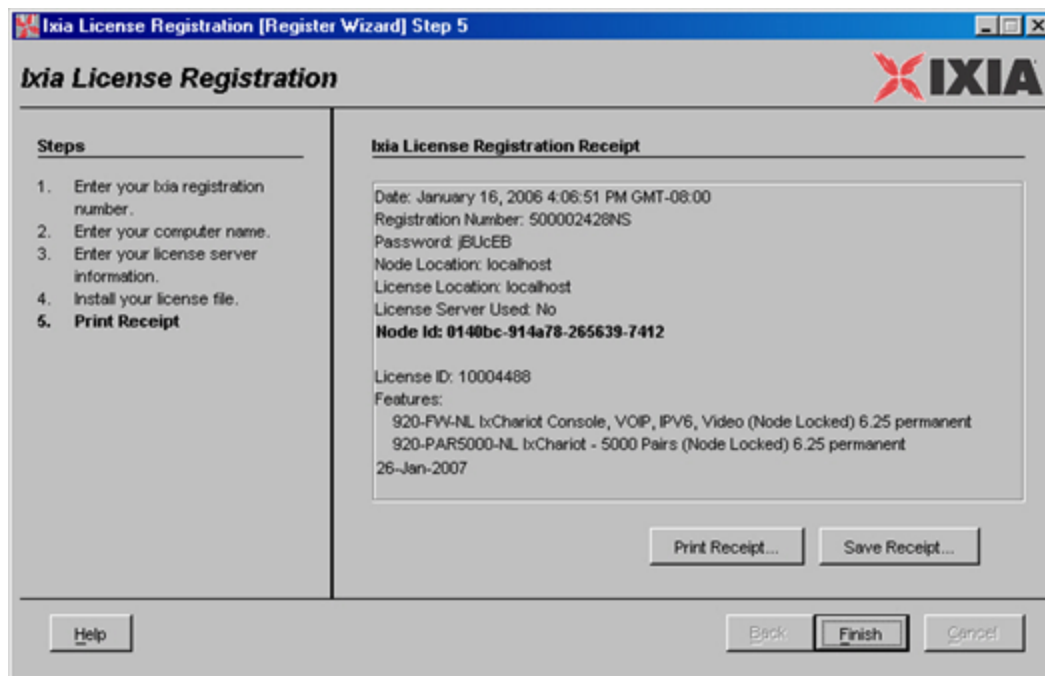 Ixia License Registration [Register Wizard] Step 5
Ixia License Registration
IXIA
Steps
1. Enter your Ixia registration
number.
2. Enter your computer name.
3. Enter your license server
information.
4. Install your license file.
5. Print Receipt
Ixia License Registration Receipt
Date: January 16, 2006 4:06:51 PM GMT-08:00
Registration Number: 500002428NS
Password: jBUcEB
Node Location: localhost
License Location: localhost
License Server Used: No
Node Id: 0140bc-914a78-265639-7412
License ID: 10004488
Features:
920-FW-NL IxChariot Console, VOIP, IPV6, Video (Node Locked) 6.25 permanent
920-PAR5000-NL IxChariot - 5000 Pairs (Node Locked) 6.25 permanent
26-Jan-2007
Print Receipt...
Save Receipt...
Help
Back
Finish
Cancel